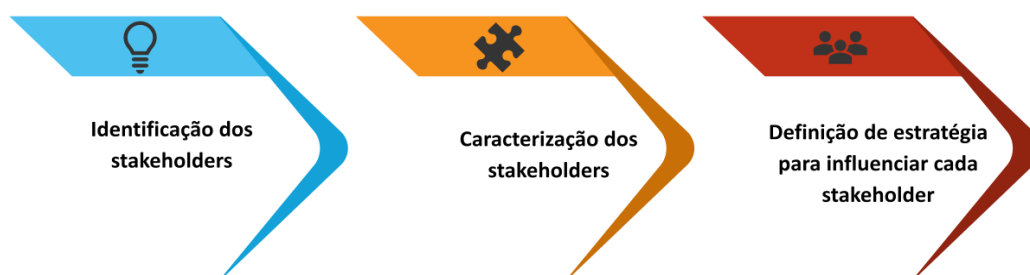 Identificação dos
stakeholders
Caracterização dos
stakeholders
Definição de estratégia
para influenciar cada
stakeholder